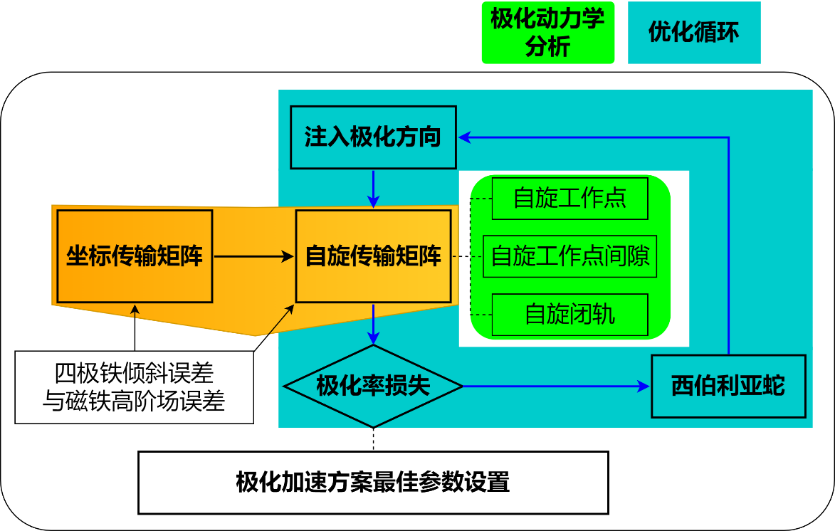 极化动力学
分析
优化循环
注入极化方向
自旋工作点
坐标传输矩阵
自旋传输矩阵
自旋工作点间隙
自旋闭轨
四极铁倾斜误差
与磁铁高阶场误差
极化率损失
西伯利亚蛇
极化加速方案最佳参数设置